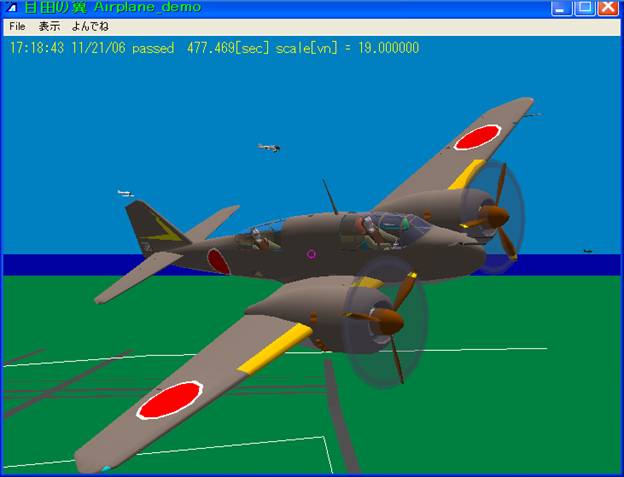 自由の翼 Airplane_demo
File 表示 よんでね
17:18:43 11/21/06 passed 477.469[sec] scale[vn] = 19.000000